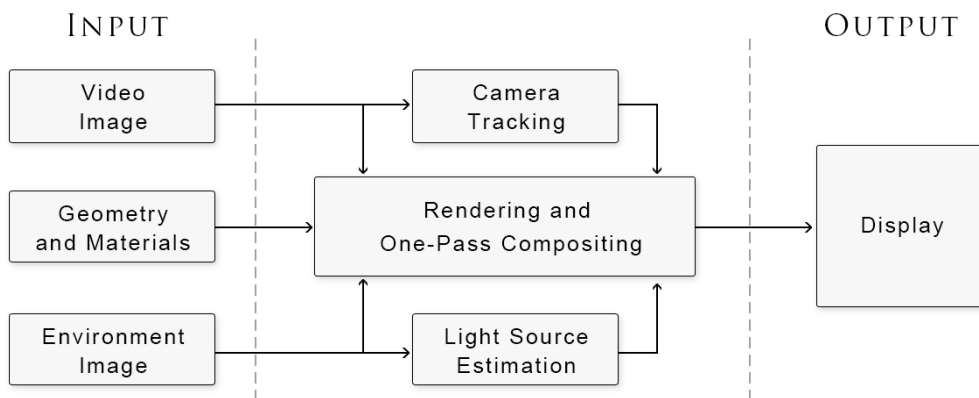 INPUT
OUTPUT
Video
Image
Camera
Tracking
Geometry
and Materials
Rendering and
One-Pass Compositing
Display
Environment
Image
Light Source
Estimation